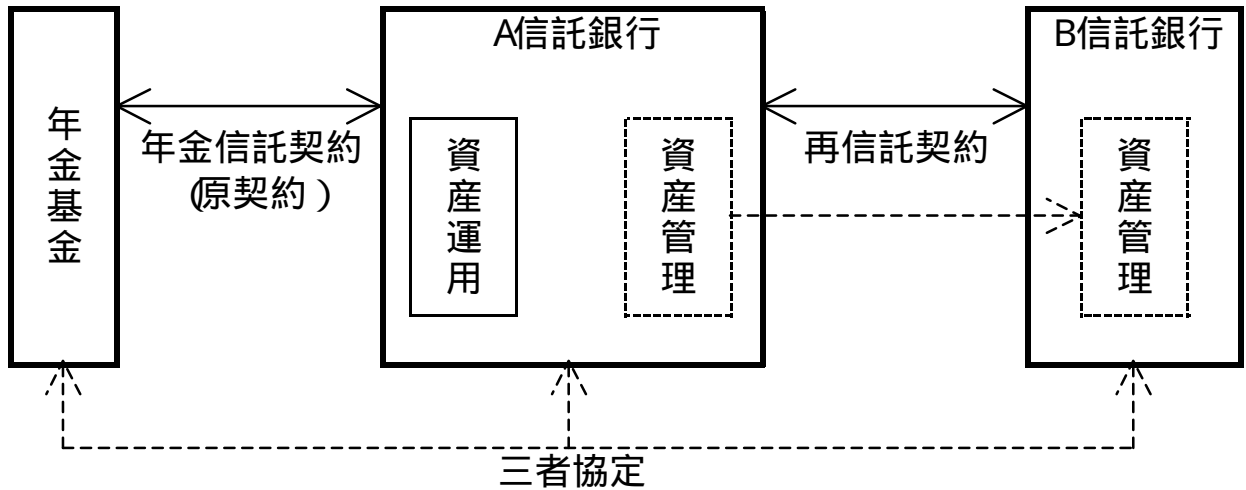 A信託銀行
B信託銀行
年金基金
年金信託契約
(原契約)
資産運用
資産管理
再信託契約
資産管理
三者協定